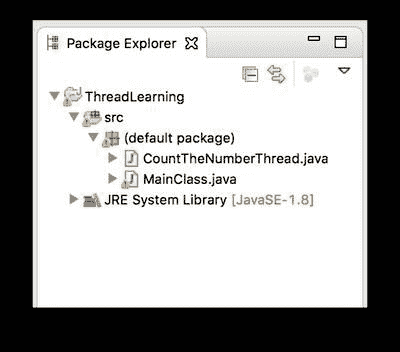 Package Explorer
ThreadLearning
src
(default package)
CountTheNumberThread.java
MainClass.java
JRE System Library [JavaSE-1.8]